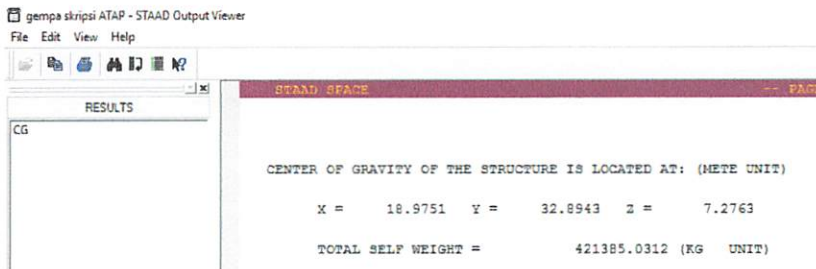 gempa skripsi ATAP - STAAD Output Viewer
File Edit View Help
STAAD SPACE -- PAG
RESULTS
CG
CENTER OF GRAVITY OF THE STRUCTURE IS LOCATED AT: (METE UNIT)
X = 18.9751 Y = 32.8943 Z = 7.2763
TOTAL SELF WEIGHT = 421385.0312 (KG UNIT)